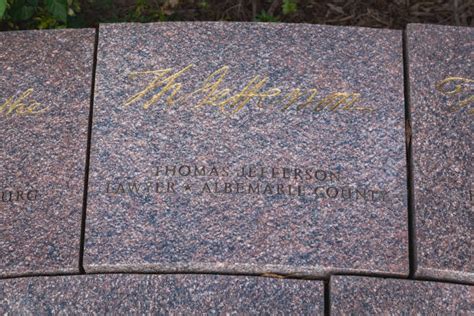 Th Jefferson
THOMAS JEFFERSON
LAWYER ★ ALBEMARLE COUNTY